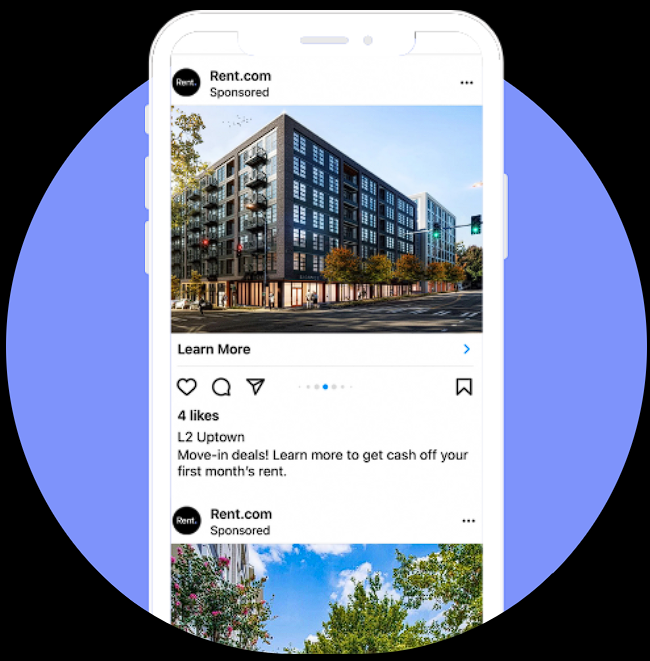 Rent.
Rent.com
Sponsored
Learn More
4 likes
L2 Uptown
Move-in deals! Learn more to get cash off your
first month's rent.
Rent.
Rent.com
Sponsored